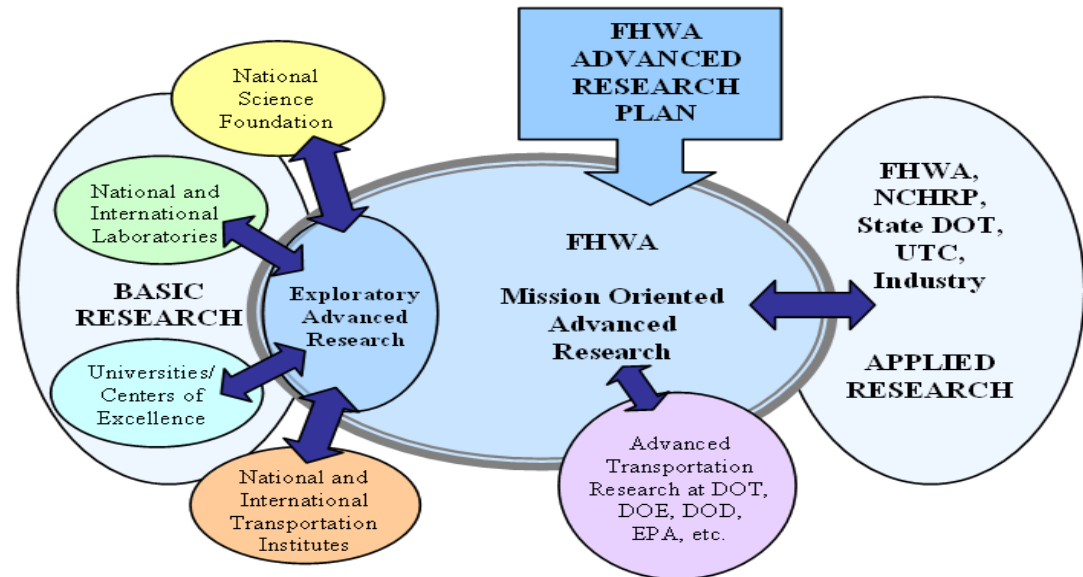 FHWA
ADVANCED
RESEARCH
PLAN
National
Science
Foundation
National and
International
Laboratories
BASIC
RESEARCH
Universities/
Centers of
Excellence
National and
International
Transportation
Institutes
Exploratory
Advanced
Research
FHWA
Mission Oriented
Advanced
Research
Advanced
Transportation
Research at DOT,
DOE, DOD,
EPA, etc.
FHWA,
NCHRP,
State DOT,
UTC,
Industry
APPLIED
RESEARCH